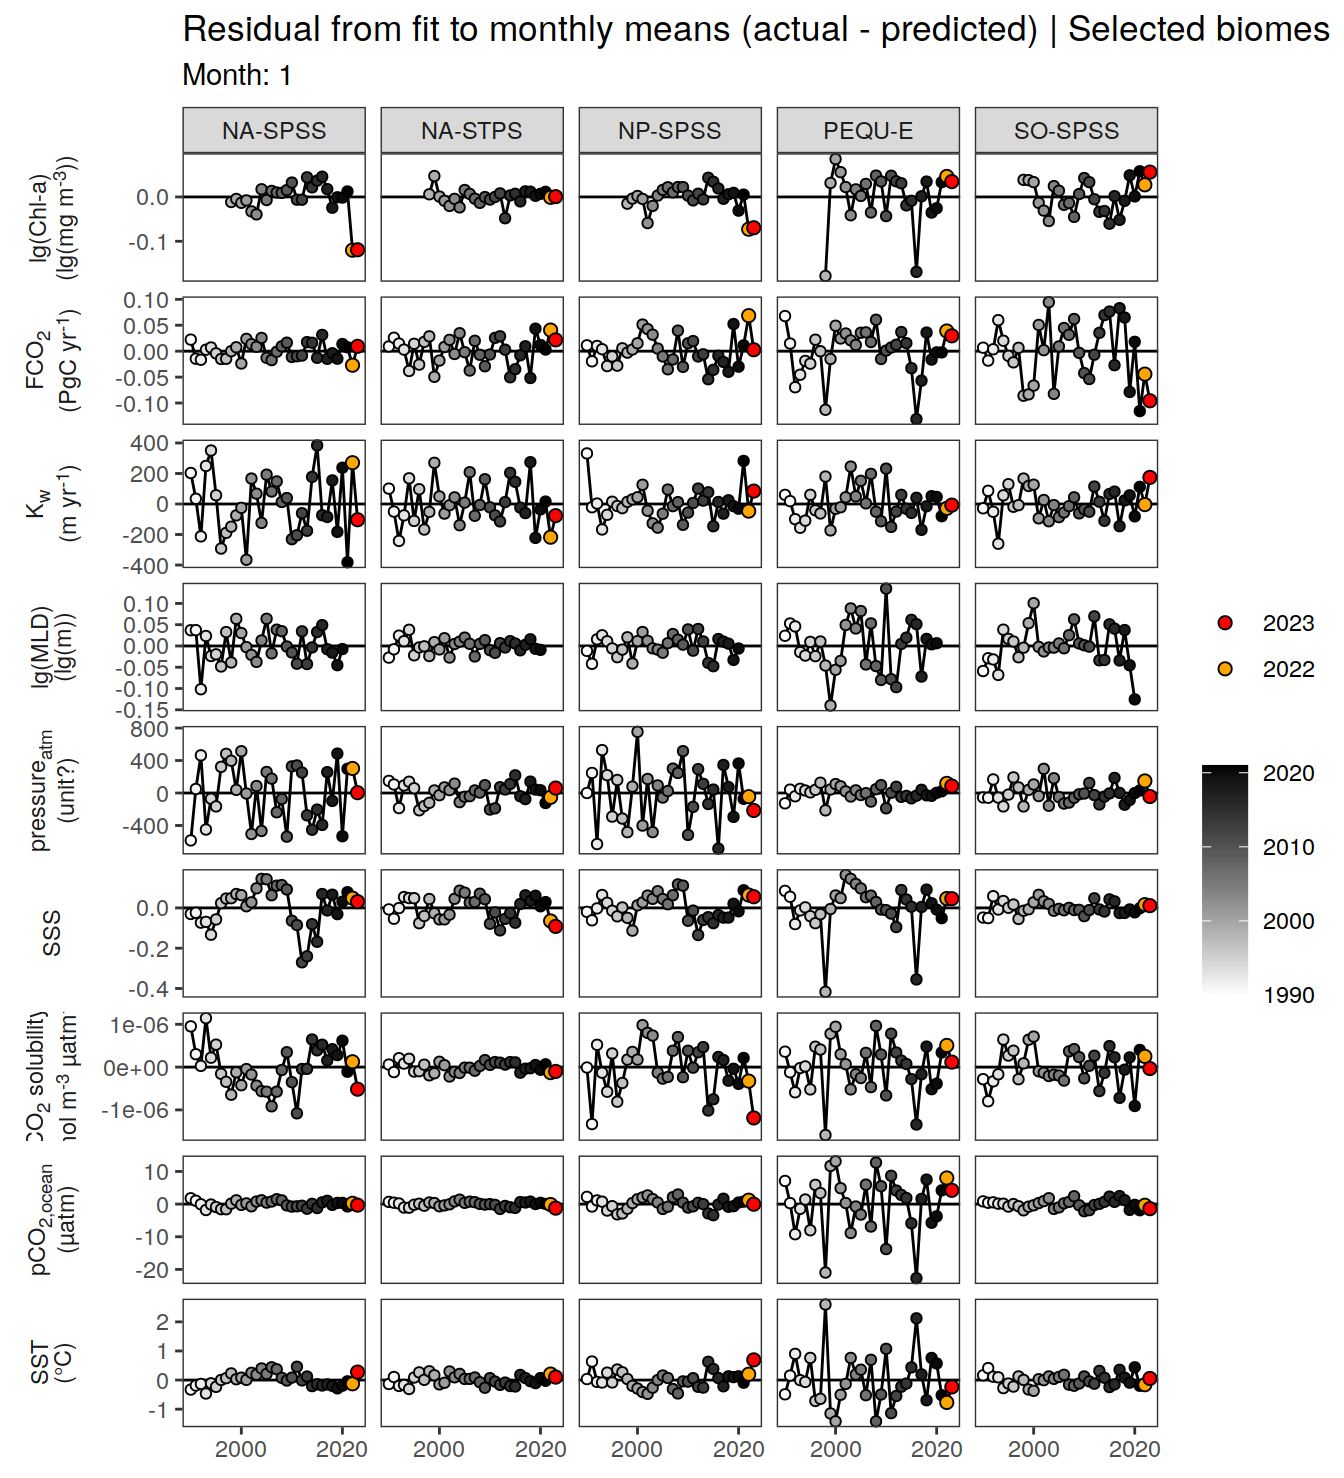 Residual from fit to monthly means (actual - predicted) | Selected biomes
Month: 1
NA-SPSS NA-STPS NP-SPSS PEQU-E SO-SPSS
lg(Chl-a)
(lg(mg m⁻³))
0.0
-0.1
FCO₂
(PgC yr⁻¹)
0.10
0.05
0.00
-0.05
-0.10
K_w
(m yr⁻¹)
400
200
0
-200
-400
lg(MLD)
(lg(m))
0.10
0.05
0.00
-0.05
-0.10
-0.15
pressure_atm
(unit?)
800
400
0
-400
SSS
0.0
-0.2
-0.4
CO₂ solubility
m⁻³ µatm
1e-06
0e+00
-1e-06
pCO₂,ocean
(µatm)
10
0
-10
-20
SST
(°C)
2
1
0
-1
2000 2020 2000 2020 2000 2020 2000 2020 2000 2020
2023
2022
2020
2010
2000
1990